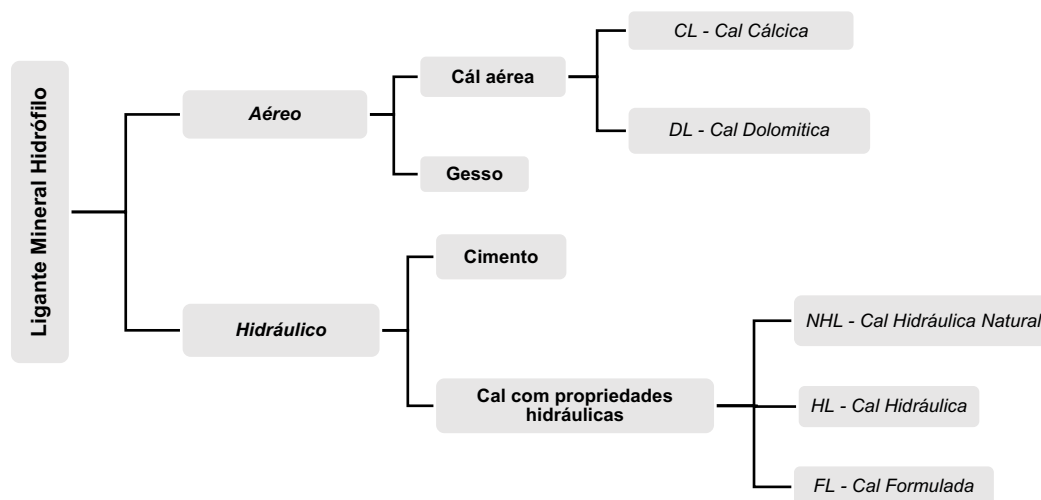 Ligante Mineral Hidrófilo
Aéreo
Cál aérea
CL - Cal Cálcica
DL - Cal Dolomitica
Gesso
Hidráulico
Cimento
Cal com propriedades
hidráulicas
NHL - Cal Hidráulica Natural
HL - Cal Hidráulica
FL - Cal Formulada